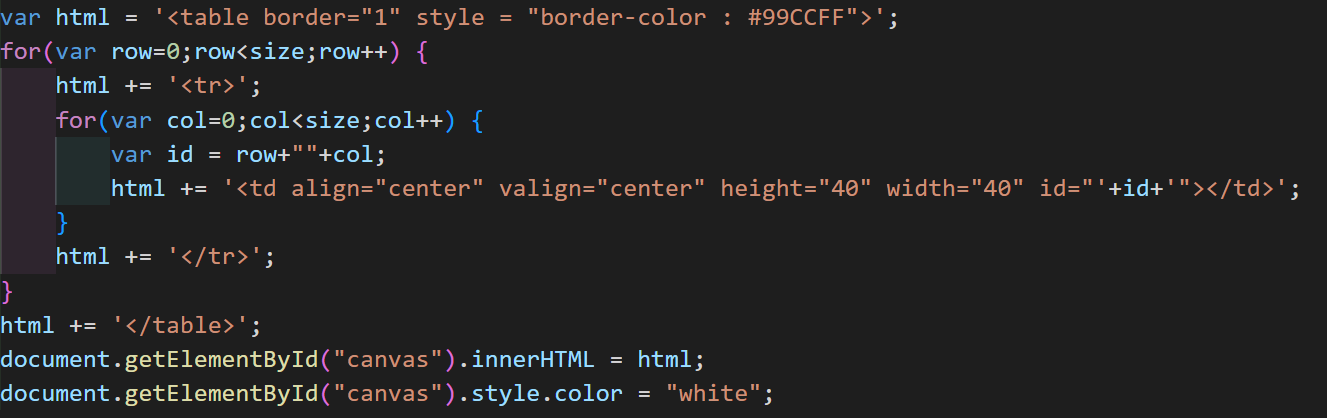 var html = '<table border="1" style = "border-color : #99CCFF">';
for(var row=0;row<size;row++) {
    html += '<tr>';
    for(var col=0;col<size;col++) {
        var id = row+""+col;
        html += '<td align="center" valign="center" height="40" width="40" id="'+id+'"></td>';
    }
    html += '</tr>';
}
html += '</table>';
document.getElementById("canvas").innerHTML = html;
document.getElementById("canvas").style.color = "white";